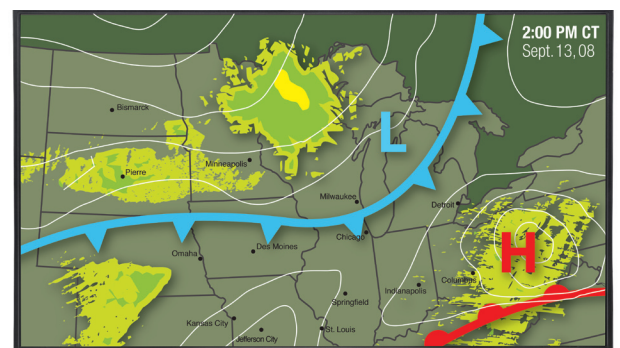 2:00 PM CT
Sept. 13, 08
Bismarck
L
Pierre
Minneapolis
Milwaukee
Detroit
Chicago
H
Omaha
Des Moines
Columbus
Indianapolis
Springfield
Kansas City
St. Louis
Jefferson City